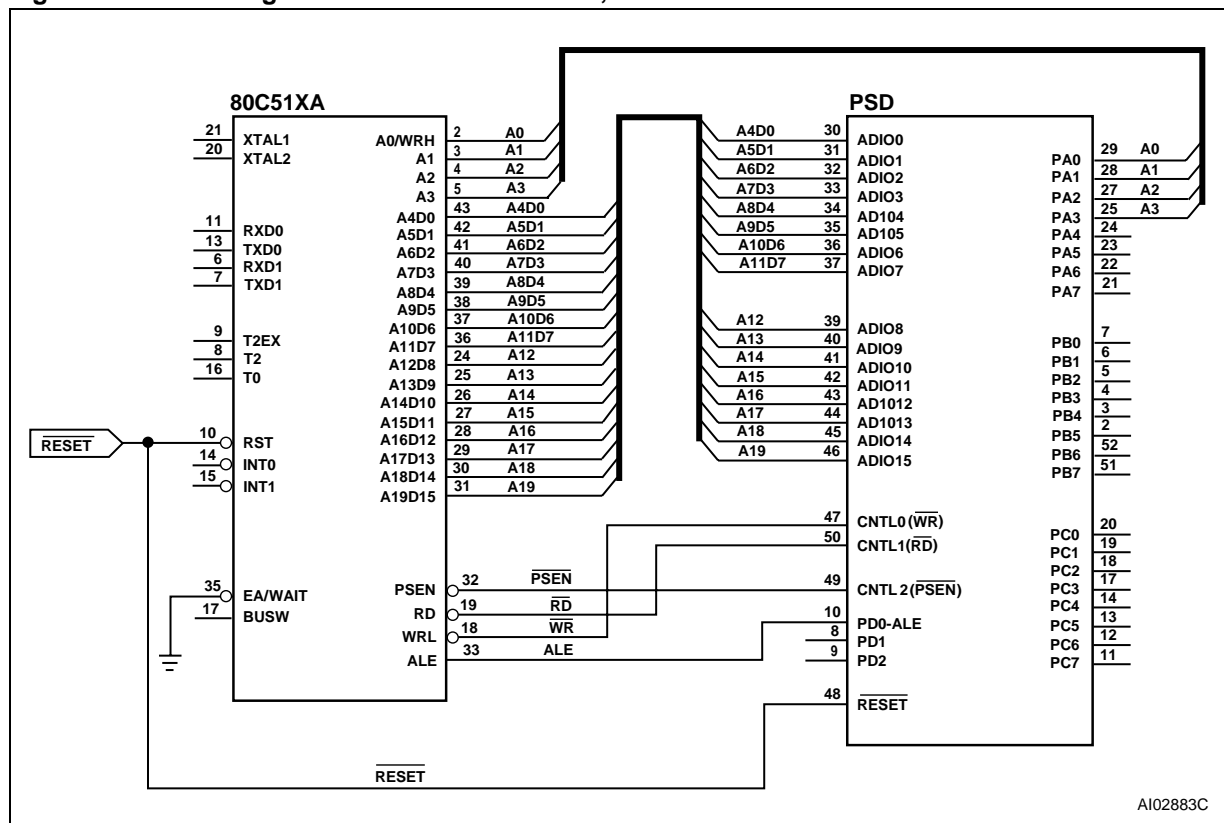 80C51XA
PSD
21 XTAL1
20 XTAL2
11 RXD0
13 TXD0
6 RXD1
7 TXD1
9 T2EX
8 T2
16 T0
RESET
10 RST
14 INT0
15 INT1
35 EA/WAIT
17 BUSW
A0/WRH 2 A0
A1 3 A1
A2 4 A2
A3 5 A3
A4D0 43 A4D0
A5D1 42 A5D1
A6D2 41 A6D2
A7D3 40 A7D3
A8D4 39 A8D4
A9D5 38 A9D5
A10D6 37 A10D6
A11D7 36 A11D7
A12D8 24 A12
A13D9 25 A13
A14D10 26 A14
A15D11 27 A15
A16D12 28 A16
A17D13 29 A17
A18D14 30 A18
A19D15 31 A19
PSEN 32 PSEN
RD 19 RD
WRL 18 WR
ALE 33 ALE
A4D0 30 ADIO0
A5D1 31 ADIO1
A6D2 32 ADIO2
A7D3 33 ADIO3
A8D4 34 AD104
A9D5 35 AD105
A10D6 36 ADIO6
A11D7 37 ADIO7
A12 39 ADIO8
A13 40 ADIO9
A14 41 ADIO10
A15 42 ADIO11
A16 43 AD1012
A17 44 AD1013
A18 45 ADIO14
A19 46 ADIO15
47 CNTL0(WR)
50 CNTL1(RD)
49 CNTL 2(PSEN)
10 PD0-ALE
8 PD1
9 PD2
48 RESET
PA0 29 A0
PA1 28 A1
PA2 27 A2
PA3 25 A3
PA4 24
PA5 23
PA6 22
PA7 21
PB0 7
PB1 6
PB2 5
PB3 4
PB4 3
PB5 2
PB6 52
PB7 51
PC0 20
PC1 19
PC2 18
PC3 17
PC4 14
PC5 13
PC6 12
PC7 11
RESET
AI02883C